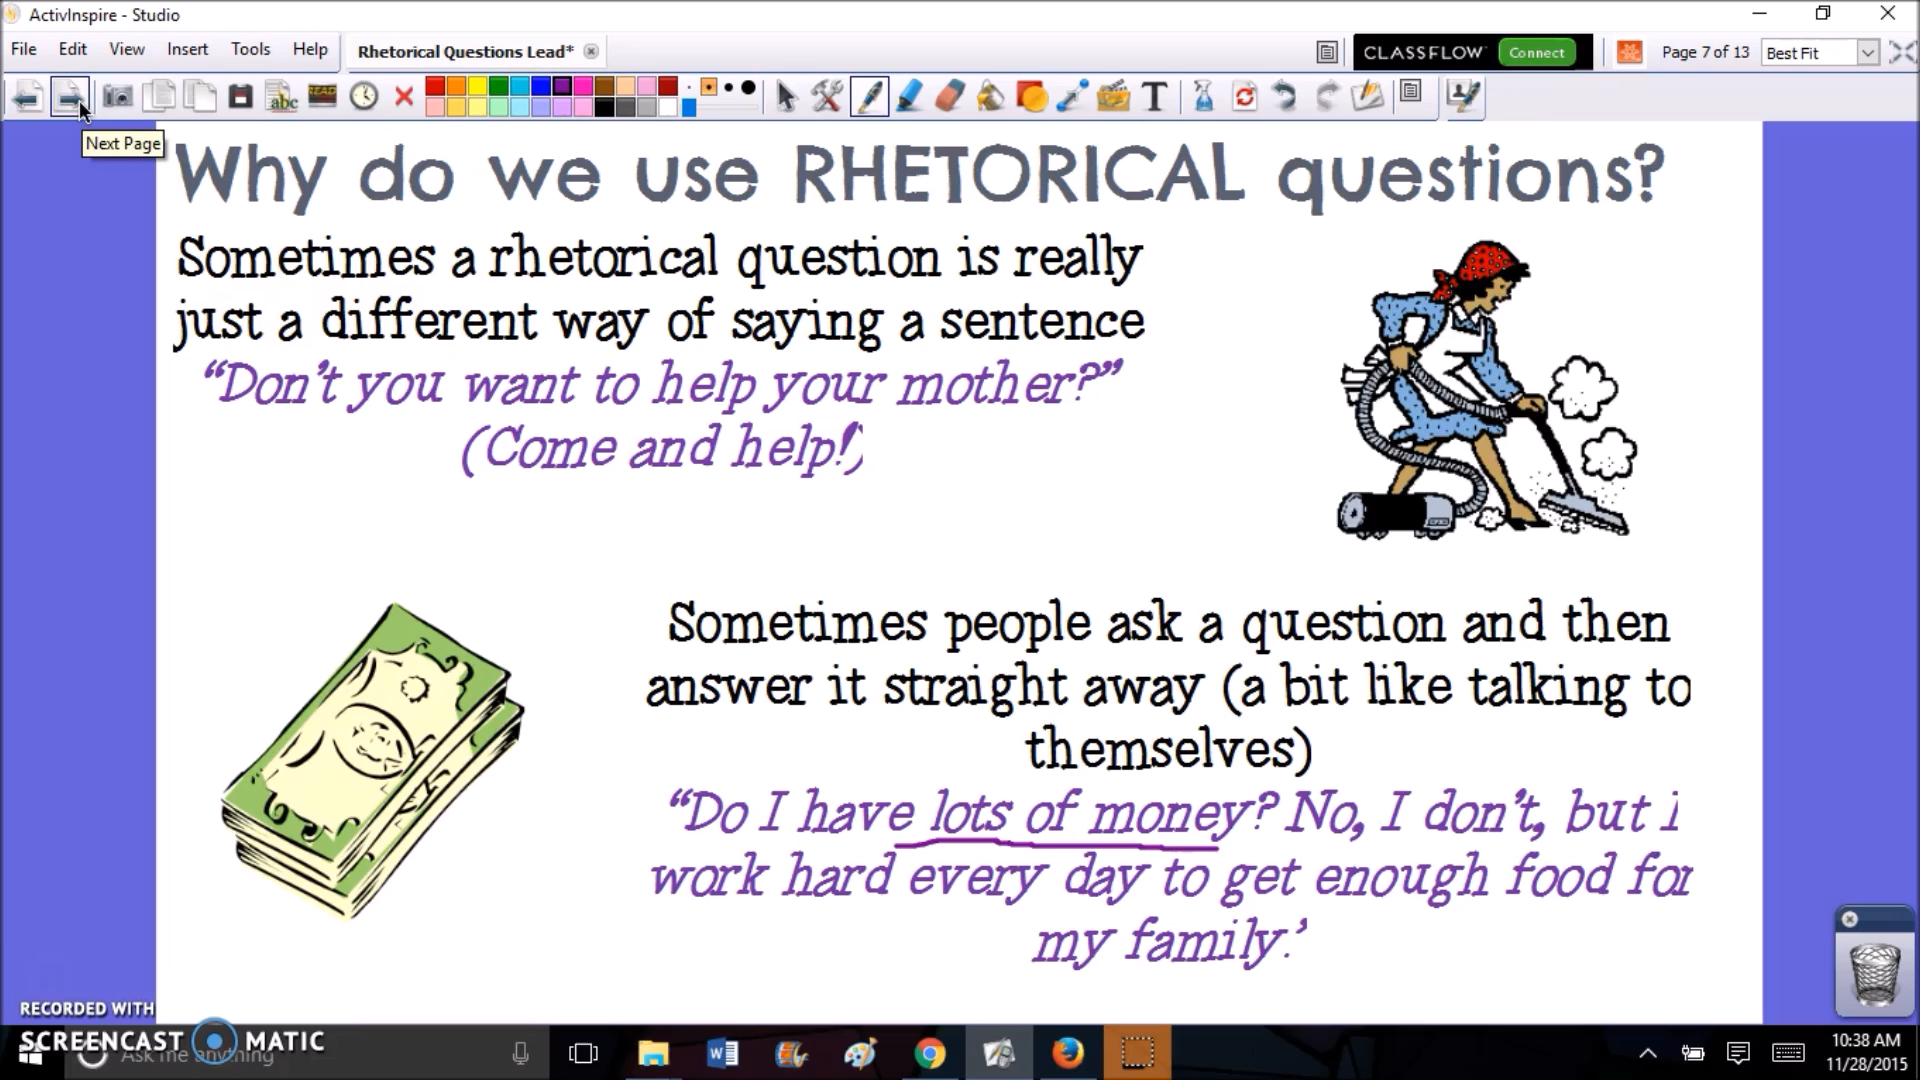 ActivInspire - Studio
File Edit View Insert Tools Help
Rhetorical Questions Lead*
CLASSFLOW Connect
Page 7 of 13
Best Fit
Next Page
Why do we use RHETORICAL questions?
Sometimes a rhetorical question is really
just a different way of saying a sentence
“Don't you want to help your mother?”
(Come and help!)
Sometimes people ask a question and then
answer it straight away (a bit like talking to
themselves)
“Do I have lots of money? No, I don't, but I
work hard every day to get enough food for
my family.’
RECORDED WITH
SCREENCAST MATIC
Ask me anything
10:38 AM
11/28/2015